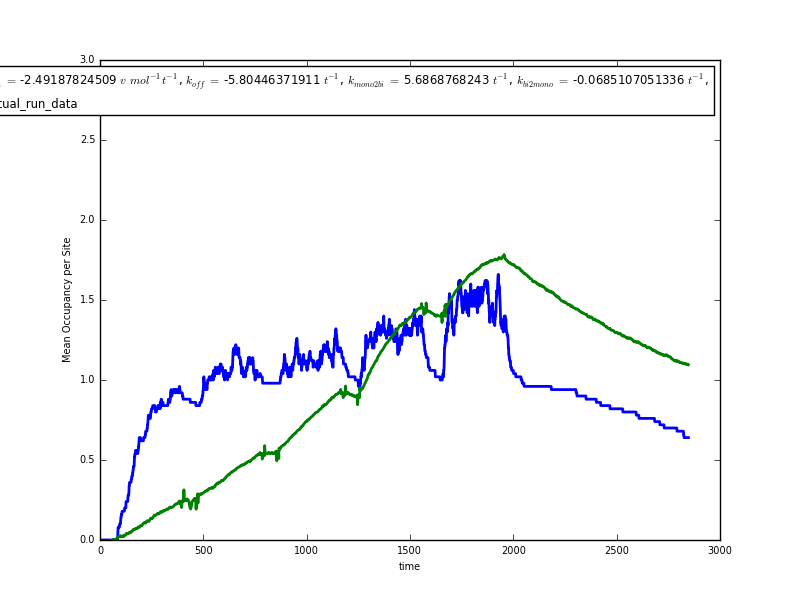 = -2.49187824509 v mol⁻¹t⁻¹, k_off = -5.80446371911 t⁻¹, k_mono2bi = 5.6868768243 t⁻¹, k_bi2mono = -0.0685107051336 t⁻¹,
tual_run_data
3.0
2.5
2.0
1.5
1.0
0.5
0.0
Mean Occupancy per Site
0 500 1000 1500 2000 2500 3000
time